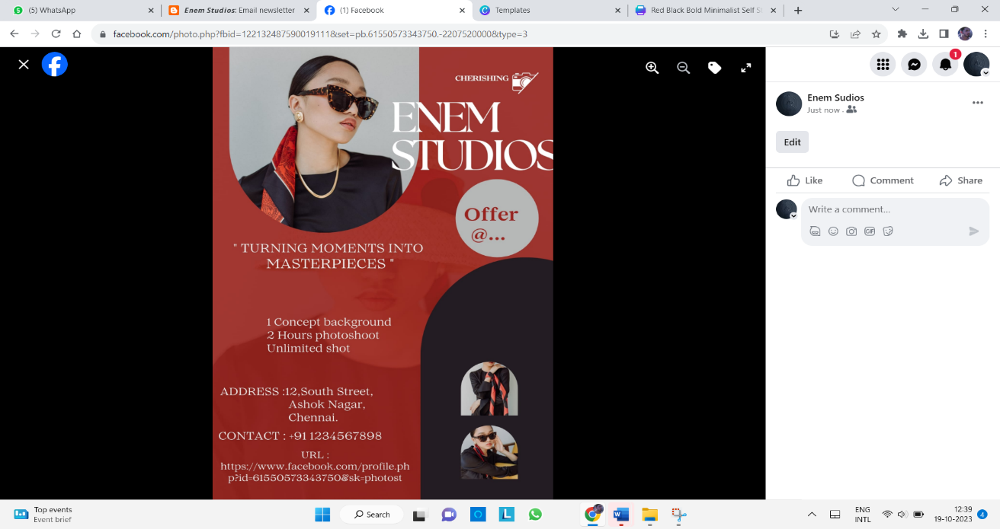 (5) WhatsApp
Enem Studios: Email newsletter
(1) Facebook
Templates
Red Black Bold Minimalist Self S
facebook.com/photo.php?fbid=122132487590019111&set=pb.61550573343750.-2207520000&type=3
1
CHERISHING
ENEM
STUDIOS
Offer
@...
" TURNING MOMENTS INTO
MASTERPIECES "
1 Concept background
2 Hours photoshoot
Unlimited shot
ADDRESS :12,South Street,
Ashok Nagar,
Chennai.
CONTACT : +91 1234567898
URL :
https://www.facebook.com/profile.ph
p?id=61550573343750&sk=photost
Enem Sudios
Just now ·
Edit
Like
Comment
Share
Write a comment...
GIF
Top events
Event brief
Search
ENG
INTL
12:39
19-10-2023
4